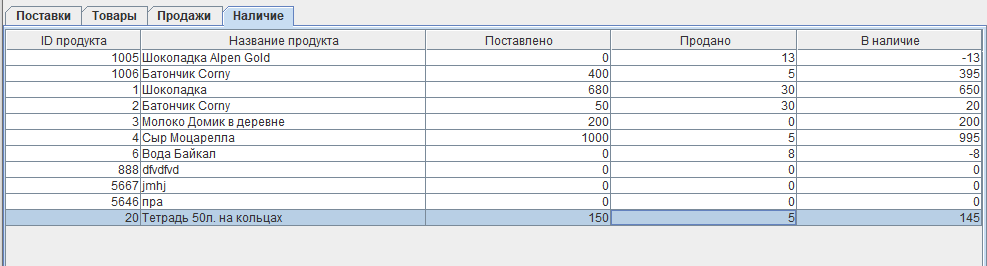 Поставки Товары Продажи Наличие
ID продукта Название продукта Поставлено Продано В наличие
1005 Шоколадка Alpen Gold 0 13 -13
1006 Батончик Corny 400 5 395
1 Шоколадка 680 30 650
2 Батончик Corny 50 30 20
3 Молоко Домик в деревне 200 0 200
4 Сыр Моцарелла 1000 5 995
6 Вода Байкал 0 8 -8
888 dfvdfvd 0 0 0
5667 jmhj 0 0 0
5646 пра 0 0 0
20 Тетрадь 50л. на кольцах 150 5 145